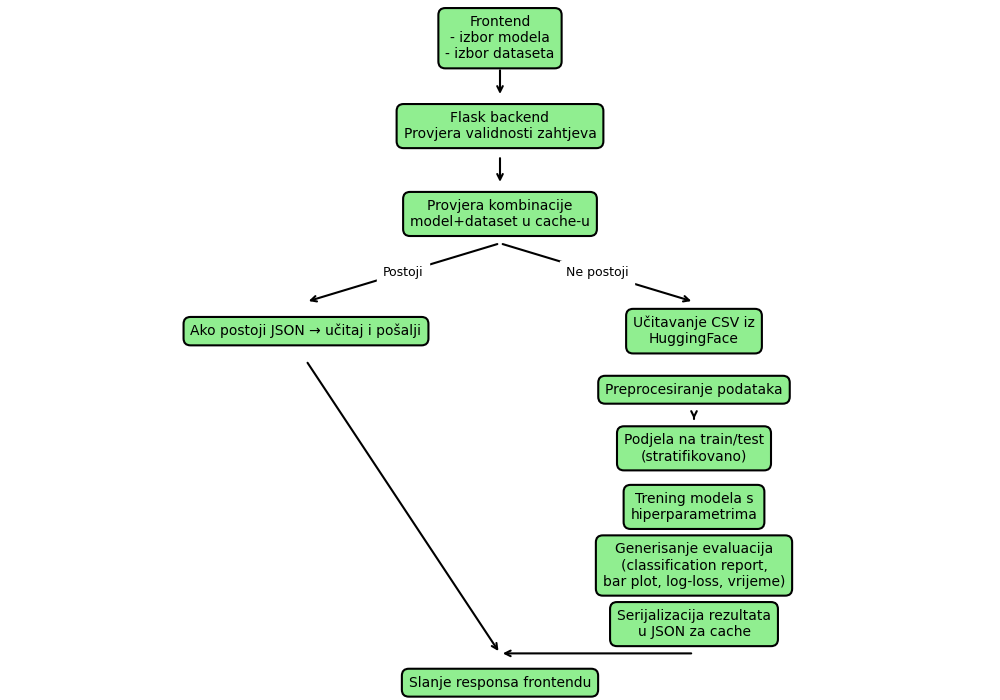 Frontend
- izbor modela
- izbor dataseta
Flask backend
Provjera validnosti zahtjeva
Provjera kombinacije
model+dataset u cache-u
Postoji
Ne postoji
Ako postoji JSON → učitaj i pošalji
Učitavanje CSV iz
HuggingFace
Preprocesiranje podataka
Podjela na train/test
(stratifikovano)
Trening modela s
hiperparametrima
Generisanje evaluacija
(classification report,
bar plot, log-loss, vrijeme)
Serijalizacija rezultata
u JSON za cache
Slanje responsa frontendu